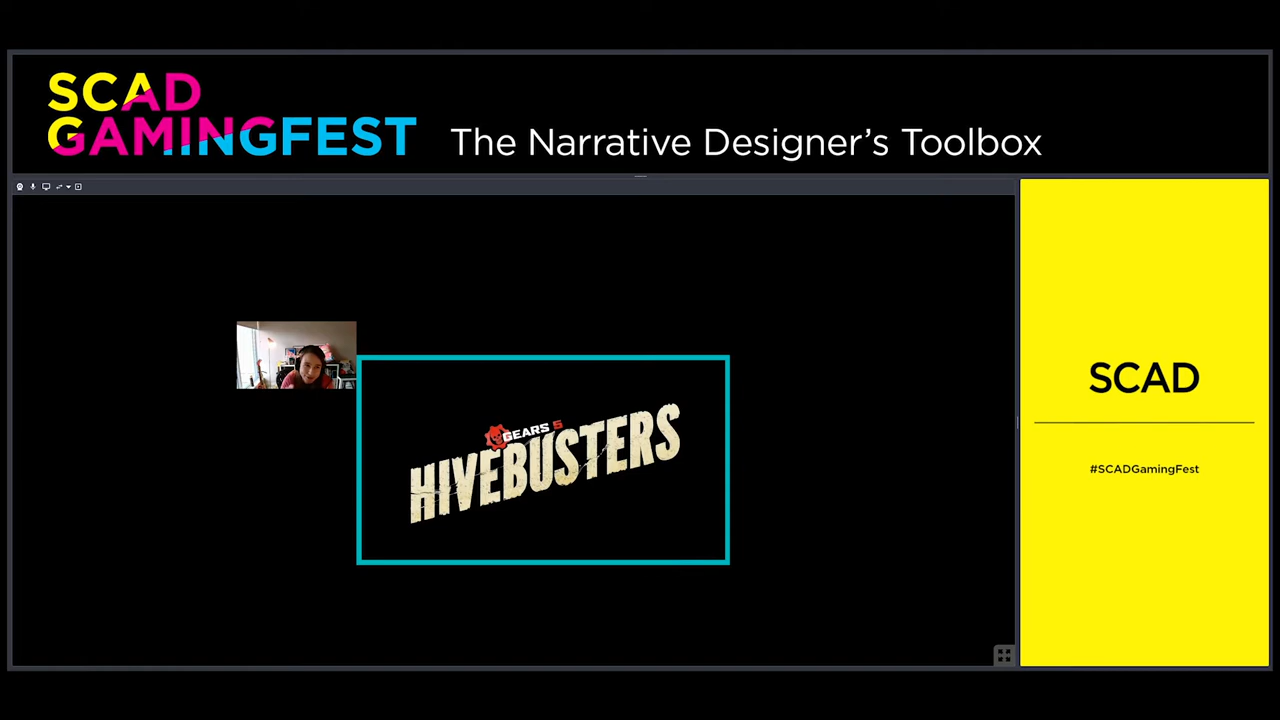 SCAD
GAMINGFEST
The Narrative Designer's Toolbox
GEARS 5
HIVEBUSTERS
SCAD
#SCADGamingFest